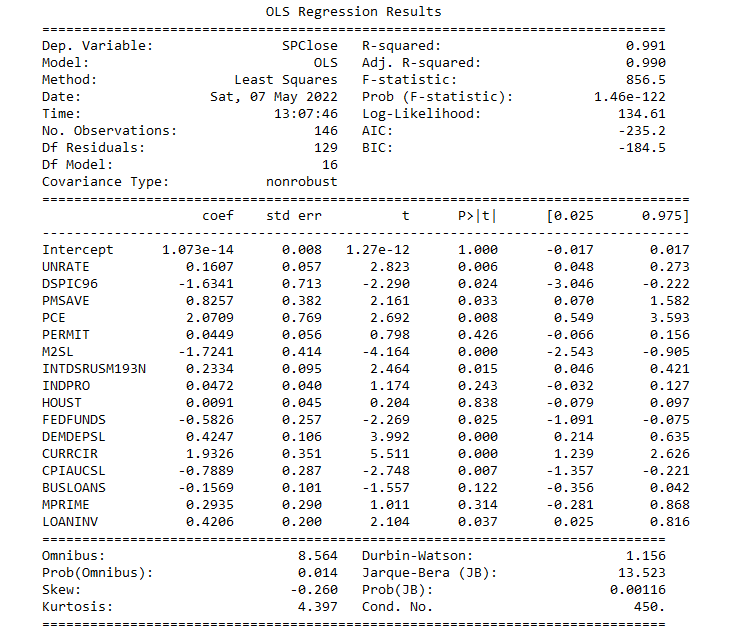 OLS Regression Results
==============================================================================
Dep. Variable:                SPClose   R-squared:                       0.991
Model:                            OLS   Adj. R-squared:                  0.990
Method:                 Least Squares   F-statistic:                     856.5
Date:                Sat, 07 May 2022   Prob (F-statistic):          1.46e-122
Time:                        13:07:46   Log-Likelihood:                 134.61
No. Observations:                 146   AIC:                            -235.2
Df Residuals:                     129   BIC:                            -184.5
Df Model:                          16
Covariance Type:            nonrobust
=================================================================================
                    coef    std err          t      P>|t|      [0.025      0.975]
---------------------------------------------------------------------------------
Intercept      1.073e-14      0.008   1.27e-12      1.000      -0.017       0.017
UNRATE            0.1607      0.057      2.823      0.006       0.048       0.273
DSPIC96          -1.6341      0.713     -2.290      0.024      -3.046      -0.222
PMSAVE            0.8257      0.382      2.161      0.033       0.070       1.582
PCE               2.0709      0.769      2.692      0.008       0.549       3.593
PERMIT            0.0449      0.056      0.798      0.426      -0.066       0.156
M2SL             -1.7241      0.414     -4.164      0.000      -2.543      -0.905
INTDSRUSM193N     0.2334      0.095      2.464      0.015       0.046       0.421
INDPRO            0.0472      0.040      1.174      0.243      -0.032       0.127
HOUST             0.0091      0.045      0.204      0.838      -0.079       0.097
FEDFUNDS         -0.5826      0.257     -2.269      0.025      -1.091      -0.075
DEMDEPSL          0.4247      0.106      3.992      0.000       0.214       0.635
CURRCIR           1.9326      0.351      5.511      0.000       1.239       2.626
CPIAUCSL         -0.7889      0.287     -2.748      0.007      -1.357      -0.221
BUSLOANS         -0.1569      0.101     -1.557      0.122      -0.356       0.042
MPRIME            0.2935      0.290      1.011      0.314      -0.281       0.868
LOANINV           0.4206      0.200      2.104      0.037       0.025       0.816
==============================================================================
Omnibus:                        8.564   Durbin-Watson:                   1.156
Prob(Omnibus):                  0.014   Jarque-Bera (JB):               13.523
Skew:                          -0.260   Prob(JB):                      0.00116
Kurtosis:                       4.397   Cond. No.                         450.
==============================================================================